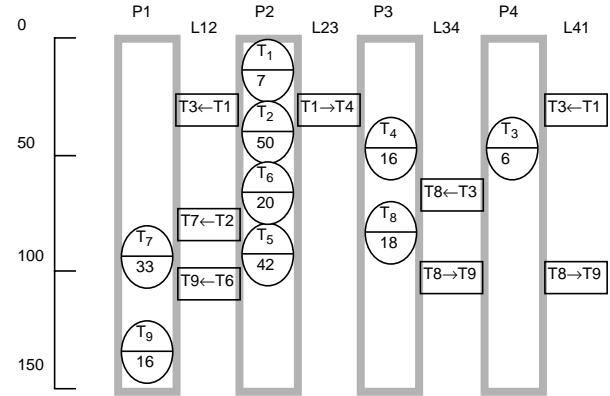 P1 P2 P3 P4
0 L12 L23 L34 L41
T1
7
T3←T1 T1→T4 T3←T1
T2 T4 T3
50
50 16 6
T6
20 T8←T3
T7←T2 T8
18
T7 T5
33 42
100
T9←T6 T8→T9 T8→T9
T9
16
150